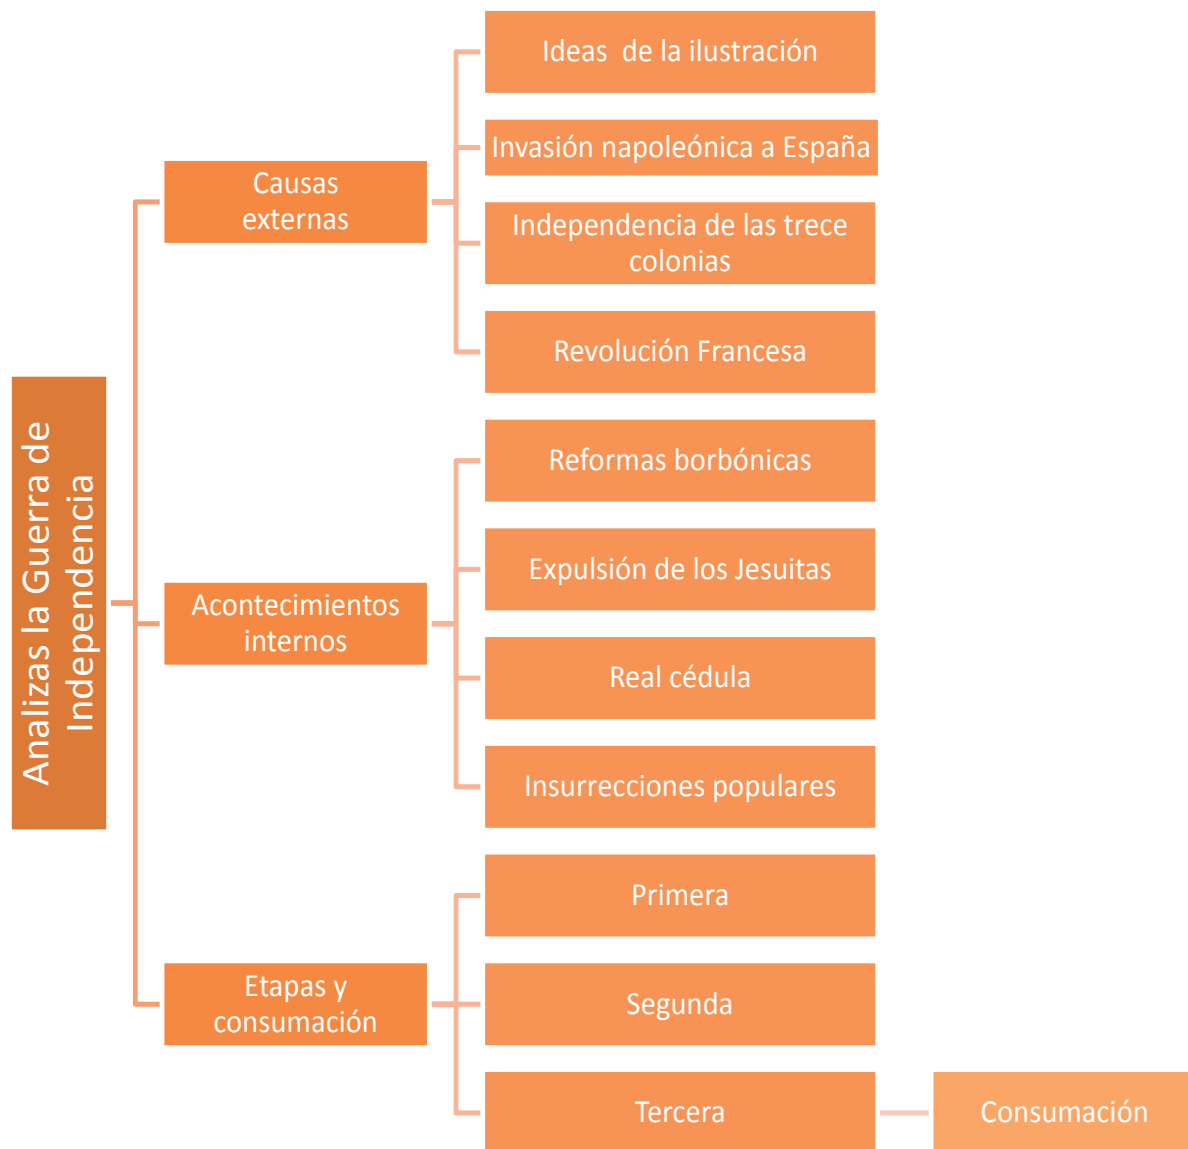 Analizas la Guerra de
Independencia
Causas
externas
Ideas de la ilustración
Invasión napoleónica a España
Independencia de las trece
colonias
Revolución Francesa
Acontecimientos
internos
Reformas borbónicas
Expulsión de los Jesuitas
Real cédula
Insurrecciones populares
Etapas y
consumación
Primera
Segunda
Tercera
Consumación